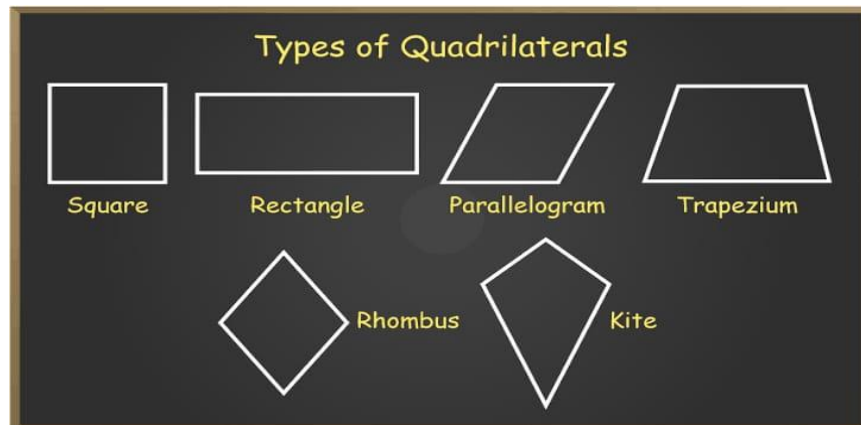 Types of Quadrilaterals
Square
Rectangle
Parallelogram
Trapezium
Rhombus
Kite